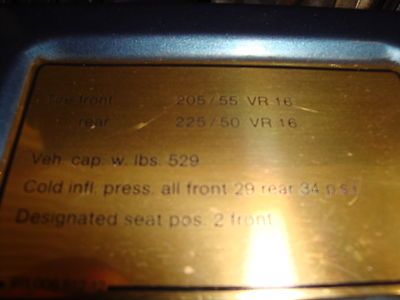 Tire front 205/55 VR 16
rear 225/50 VR 16
Veh. cap. w. lbs. 529
Cold infl. press. all front 29 rear 34 p.s.i.
Designated seat pos. 2 front